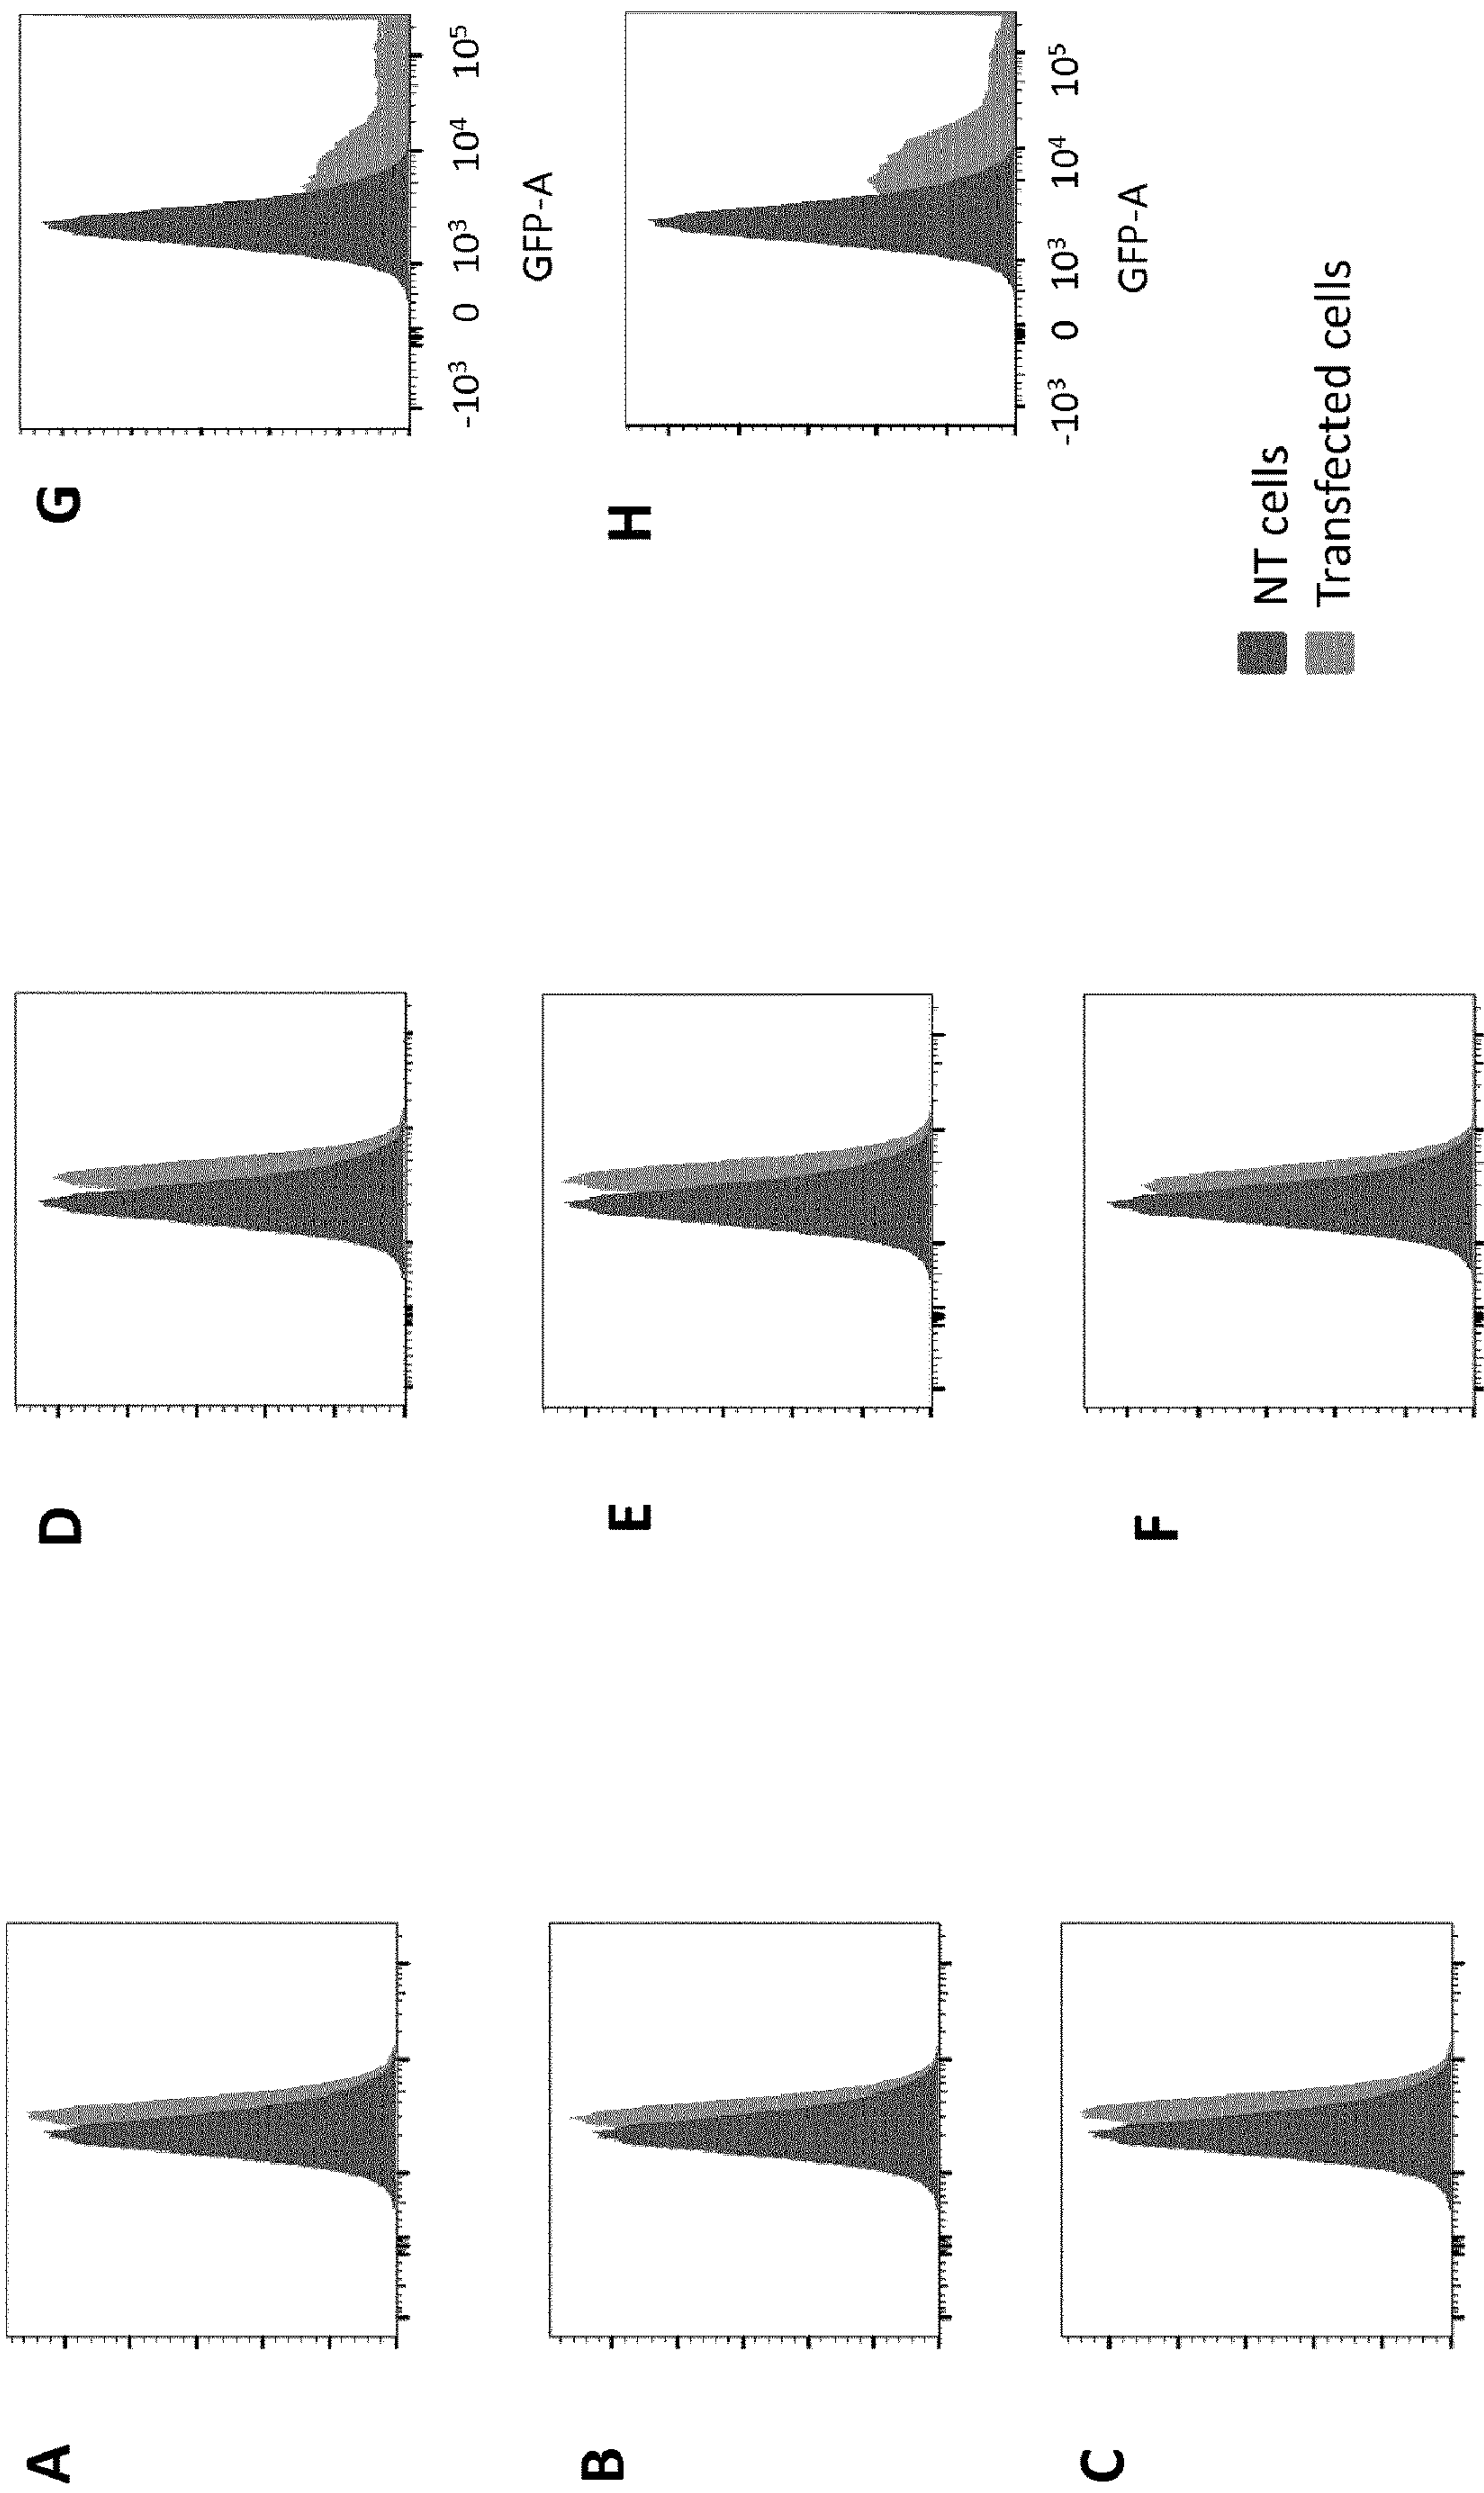 A
B
C
D
E
F
G
-10³ 0 10³ 10⁴ 10⁵
GFP-A
H
-10³ 0 10³ 10⁴ 10⁵
GFP-A
NT cells
Transfected cells